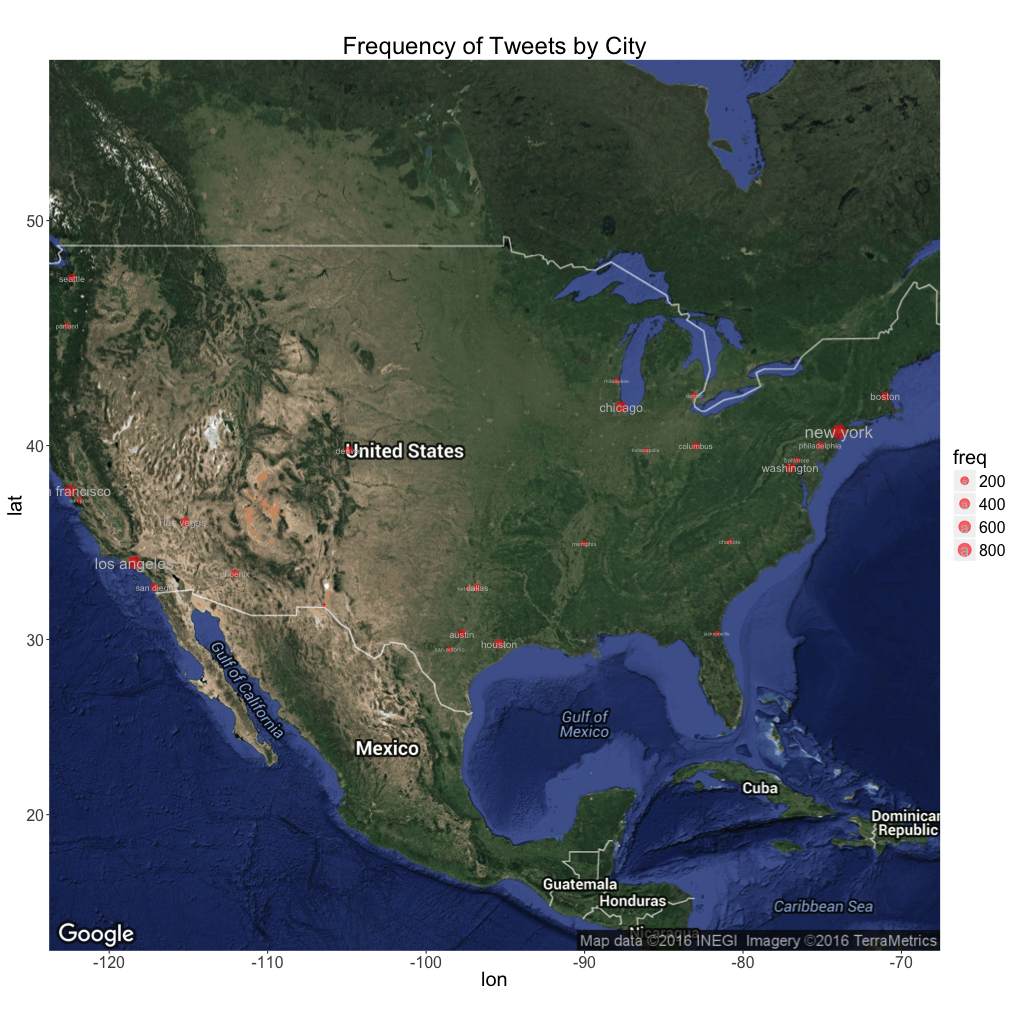 Frequency of Tweets by City
50
seattle
portland
milwaukee
detroit
chicago
boston
new york
40
United States
columbus
philadelphia
indianapolis
baltimore
washington
n francisco
san jose
las vegas
memphis
charlotte
los angeles
phoenix
san diego
dallas
30
austin
houston
san antonio
jacksonville
Gulf of California
Gulf of
Mexico
Mexico
20
Cuba
Dominican
Republic
Guatemala
Honduras
Caribbean Sea
Nicaragua
Google
Map data ©2016 INEGI Imagery ©2016 TerraMetrics
-120
-110
-100
-90
-80
-70
lon
lat
freq
200
400
600
800